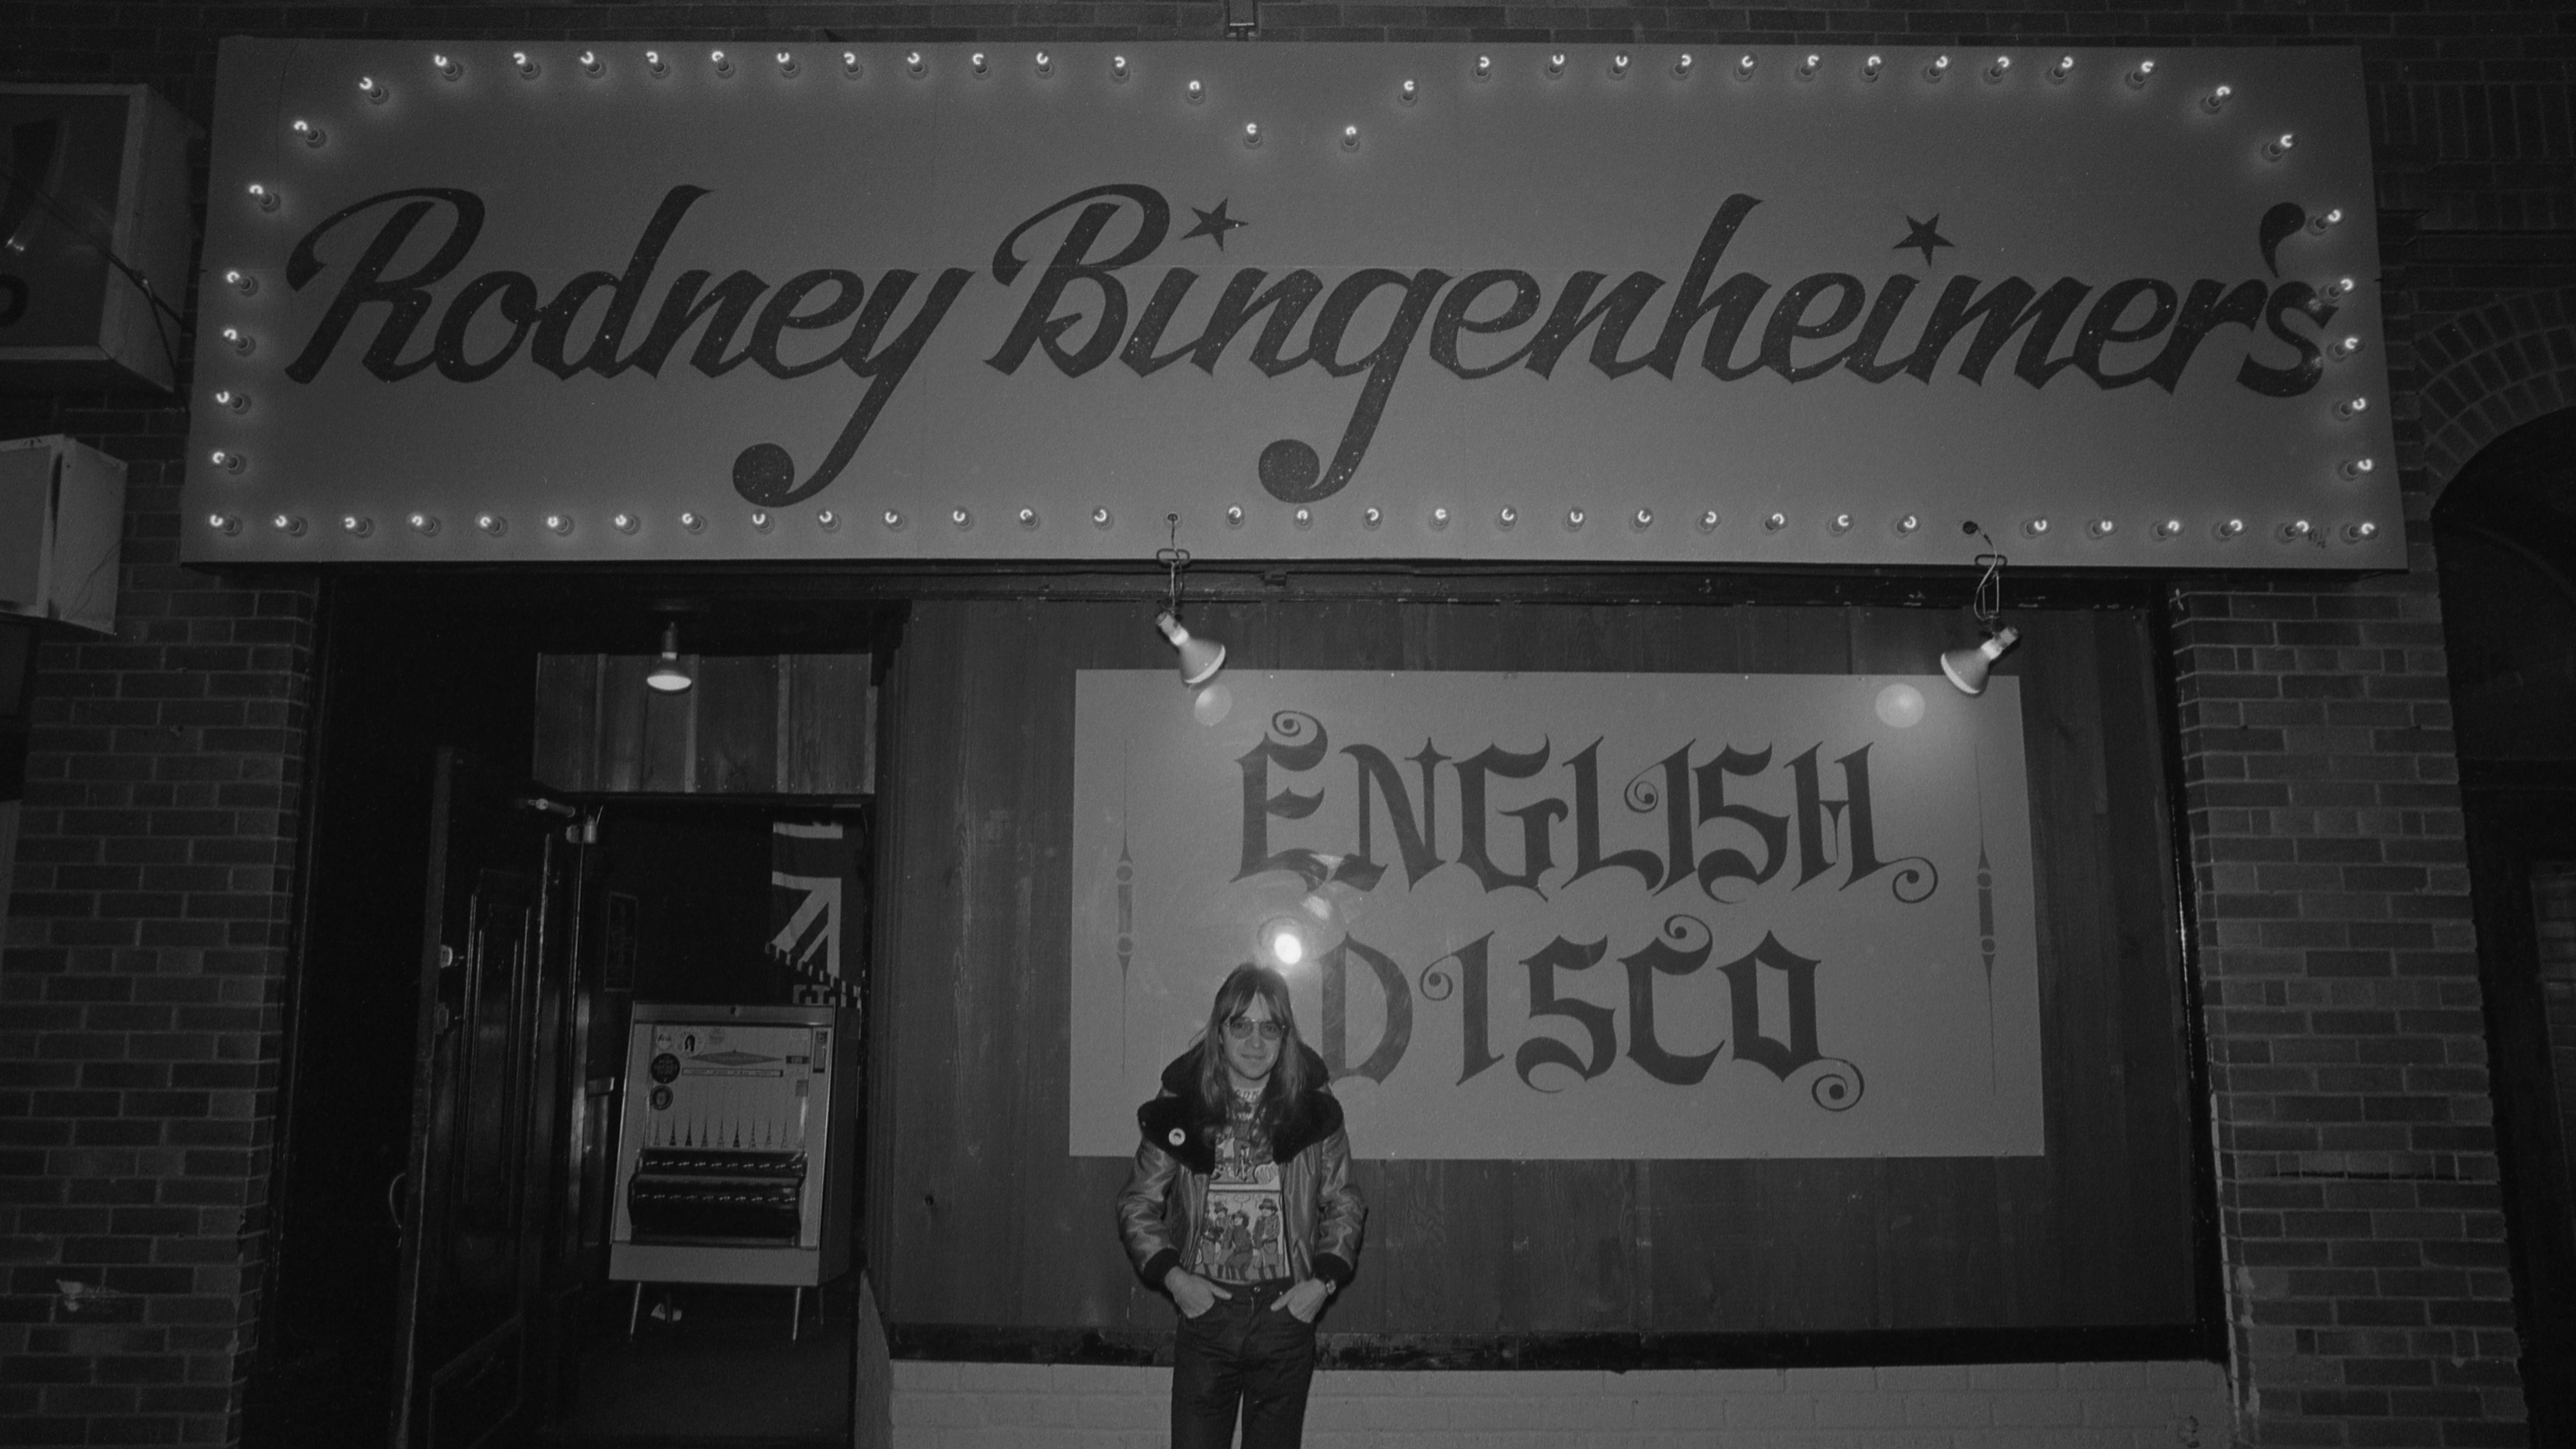 Rodney Bingenheimer's
ENGLISH
DISCO